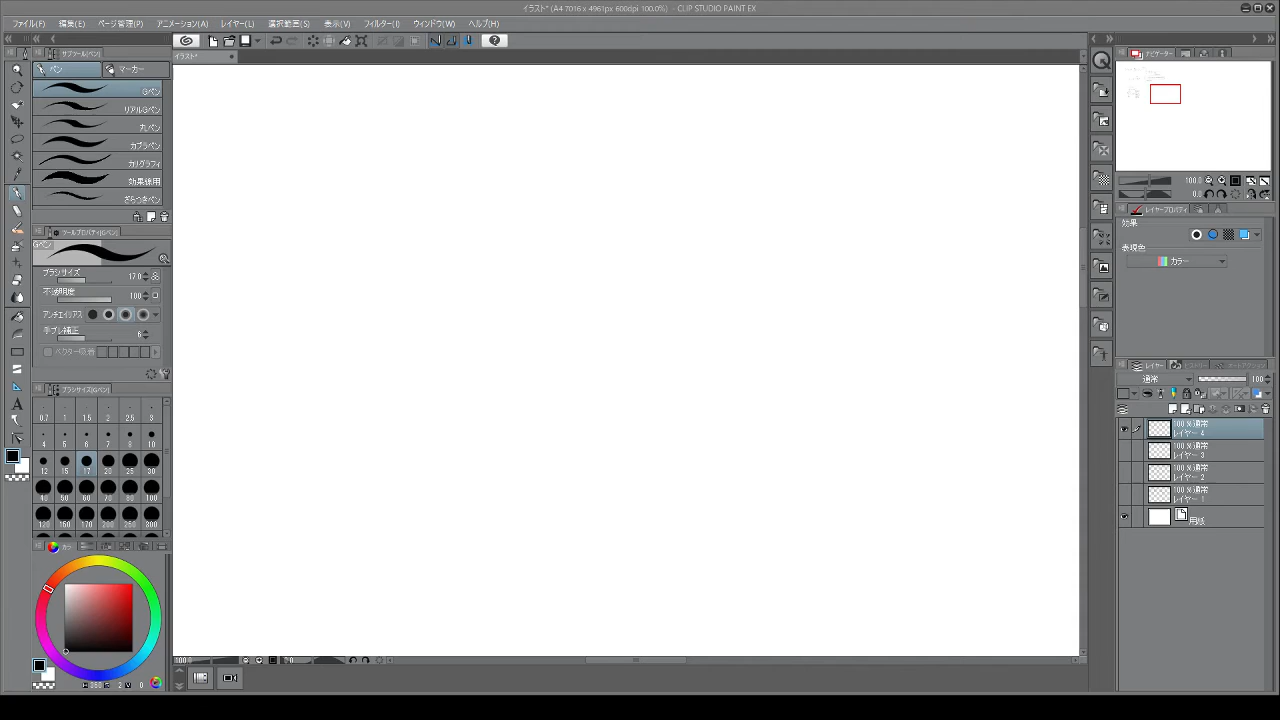 イラスト* (A4 7016 x 4961px 600dpi 100.0%) - CLIP STUDIO PAINT EX
ファイル(F) 編集(E) ページ管理(P) アニメーション(A) レイヤー(L) 選択範囲(S) 表示(V) フィルター(I) ウィンドウ(W) ヘルプ(H)
イラスト*
サブツール(ペン)
ペン マーカー
Gペン
リアルGペン
丸ペン
カブラペン
カリグラフィ
効果線用
ざらつきペン
ツールプロパティ(Gペン)
Gペン
ブラシサイズ 17.0
不透明度 100
アンチエイリアス
手ブレ補正 6
ベクター吸着
ブラシサイズ(Gペン)
0.7 1 1.5 2 2.5 3
4 5 6 7 8 10
12 15 17 20 25 30
40 50 60 70 80 100
120 150 170 200 250 300
100.0
ナビゲーター
100.0
0.0
レイヤープロパティ
効果
表現色
カラー
レイヤー
通常 100
100 %通常
レイヤー 4
100 %通常
レイヤー 3
100 %通常
レイヤー 2
100 %通常
レイヤー 1
用紙